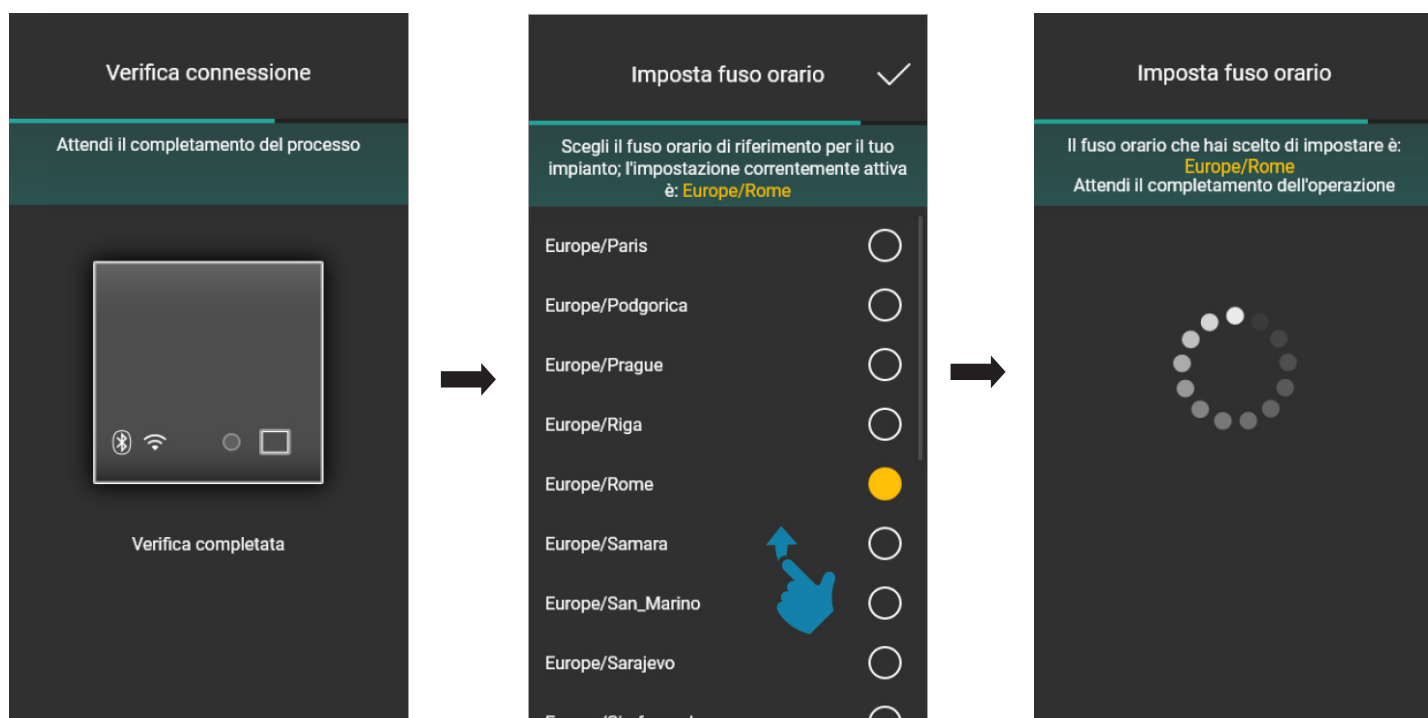 Verifica connessione
Attendi il completamento del processo
Verifica completata
Imposta fuso orario
Scegli il fuso orario di riferimento per il tuo
impianto; l'impostazione correntemente attiva
è: Europe/Rome
Europe/Paris
Europe/Podgorica
Europe/Prague
Europe/Riga
Europe/Rome
Europe/Samara
Europe/San_Marino
Europe/Sarajevo
Imposta fuso orario
Il fuso orario che hai scelto di impostare è:
Europe/Rome
Attendi il completamento dell'operazione